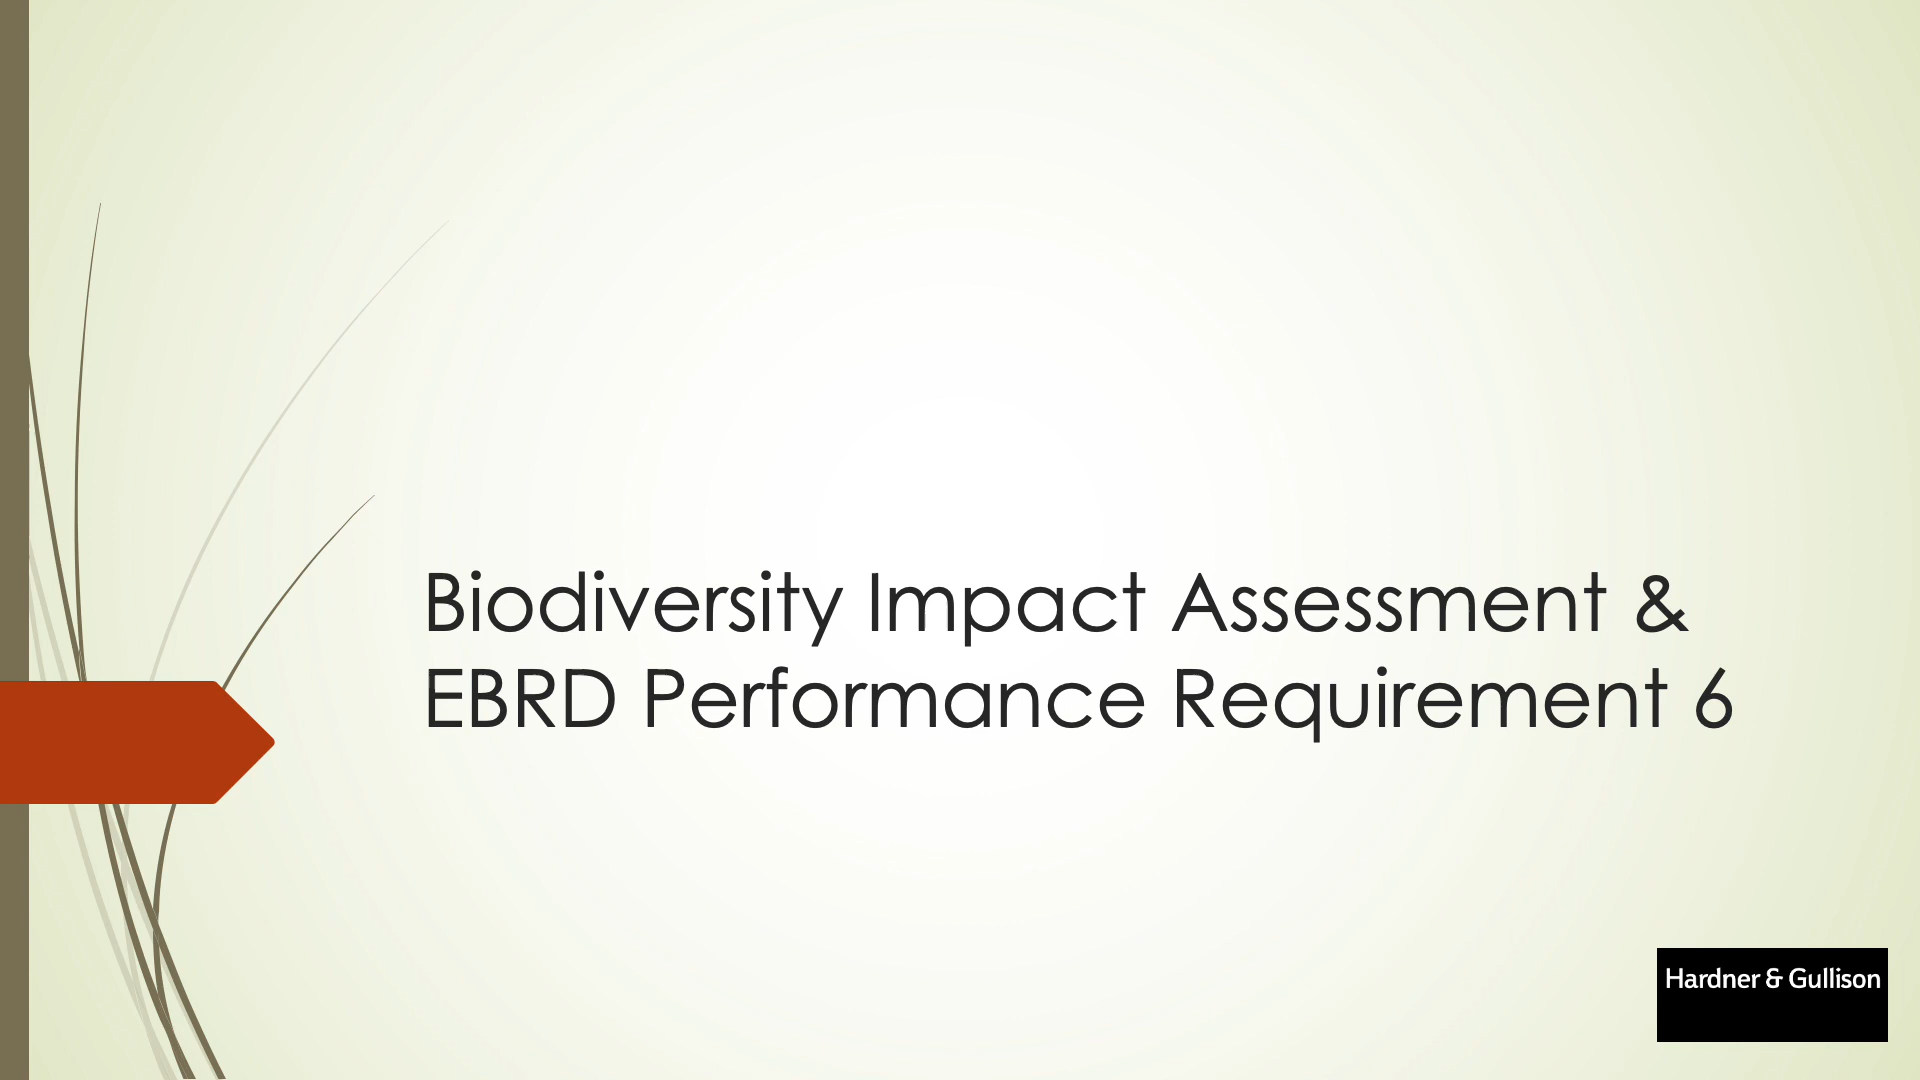 Biodiversity Impact Assessment &
EBRD Performance Requirement 6
Hardner & Gullison